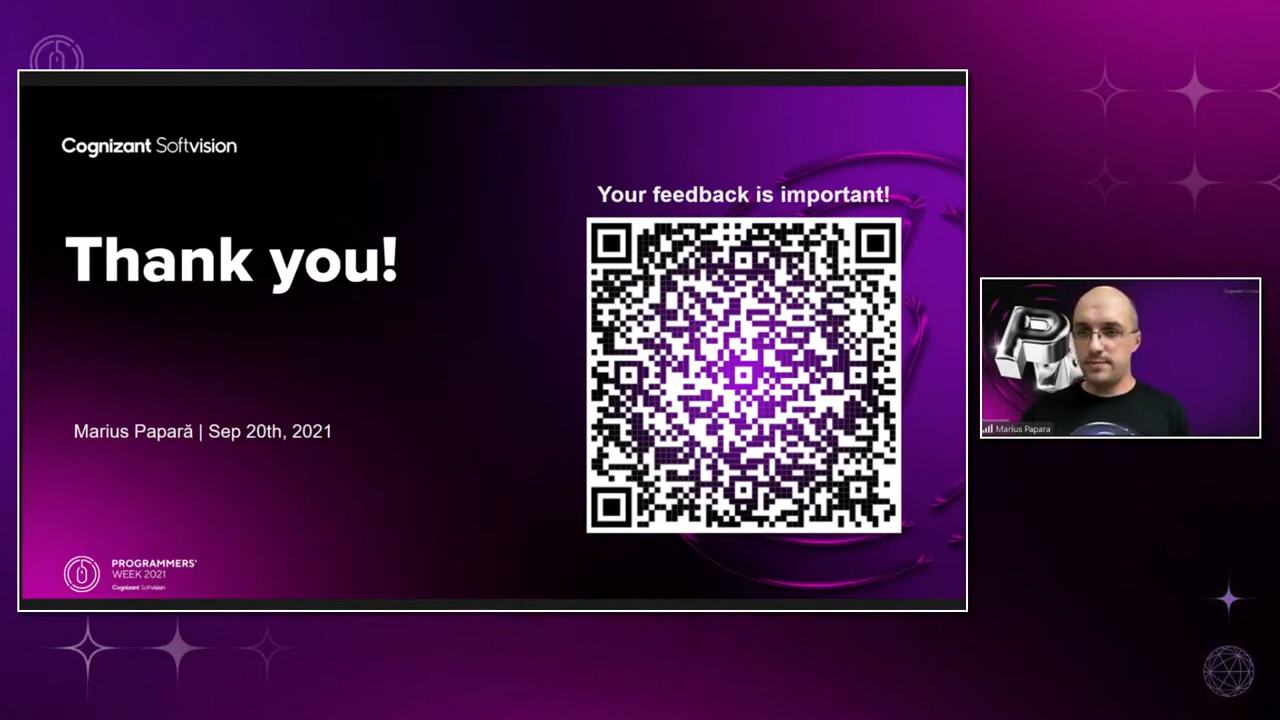 Cognizant Softvision
Your feedback is important!
Thank you!
Marius Papară | Sep 20th, 2021
PROGRAMMERS'
WEEK 2021
Cognizant Softvision
Marius Papara